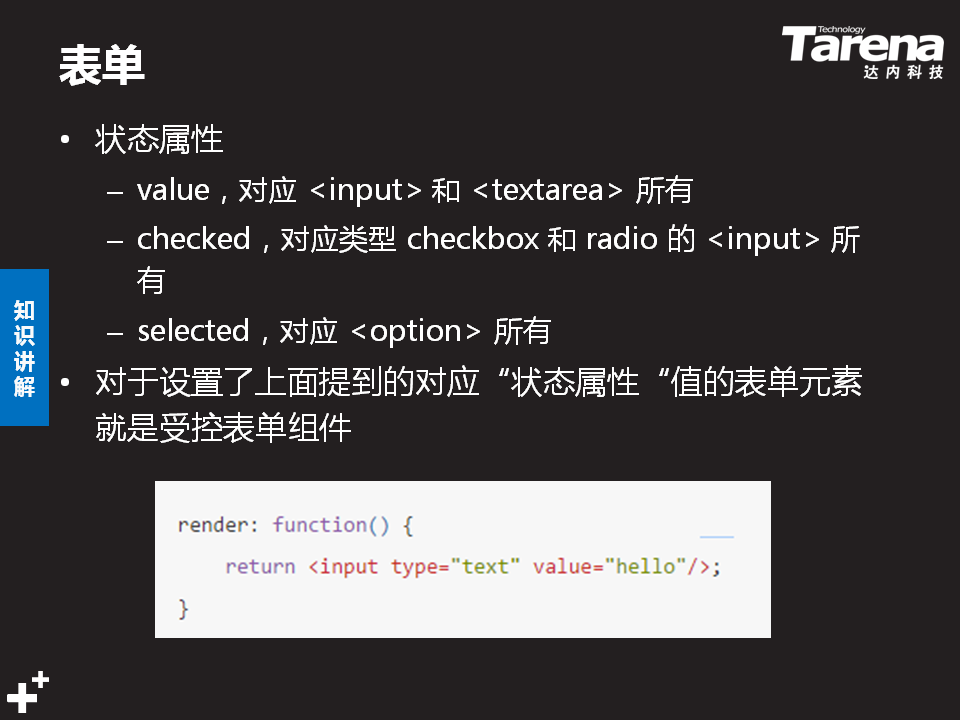 表单
Technology
Tarena
达内科技
• 状态属性
– value，对应 <input> 和 <textarea> 所有
– checked，对应类型 checkbox 和 radio 的 <input> 所
有
– selected，对应 <option> 所有
• 对于设置了上面提到的对应“状态属性“值的表单元素
就是受控表单组件
知
识
讲
解
render: function() {
return <input type="text" value="hello"/>;
}